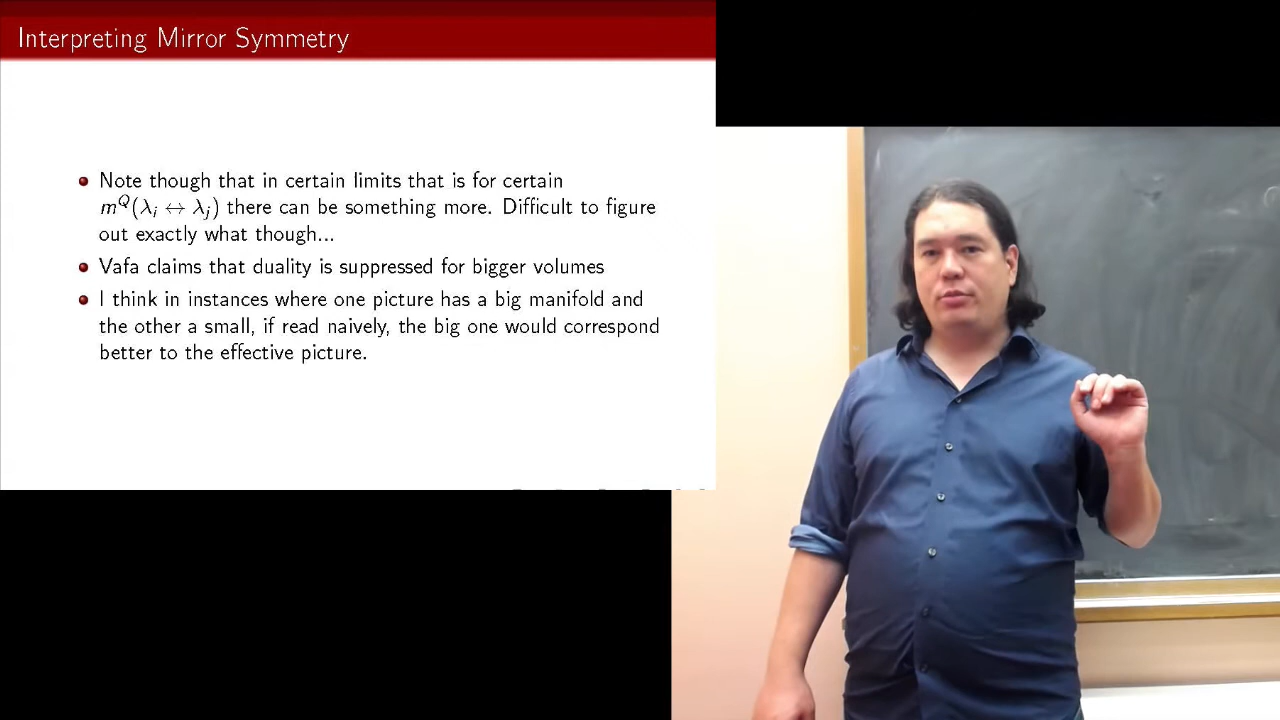 Interpreting Mirror Symmetry
Note though that in certain limits that is for certain
m^Q(λ_i ↔ λ_j) there can be something more. Difficult to figure
out exactly what though...
Vafa claims that duality is suppressed for bigger volumes
I think in instances where one picture has a big manifold and
the other a small, if read naively, the big one would correspond
better to the effective picture.